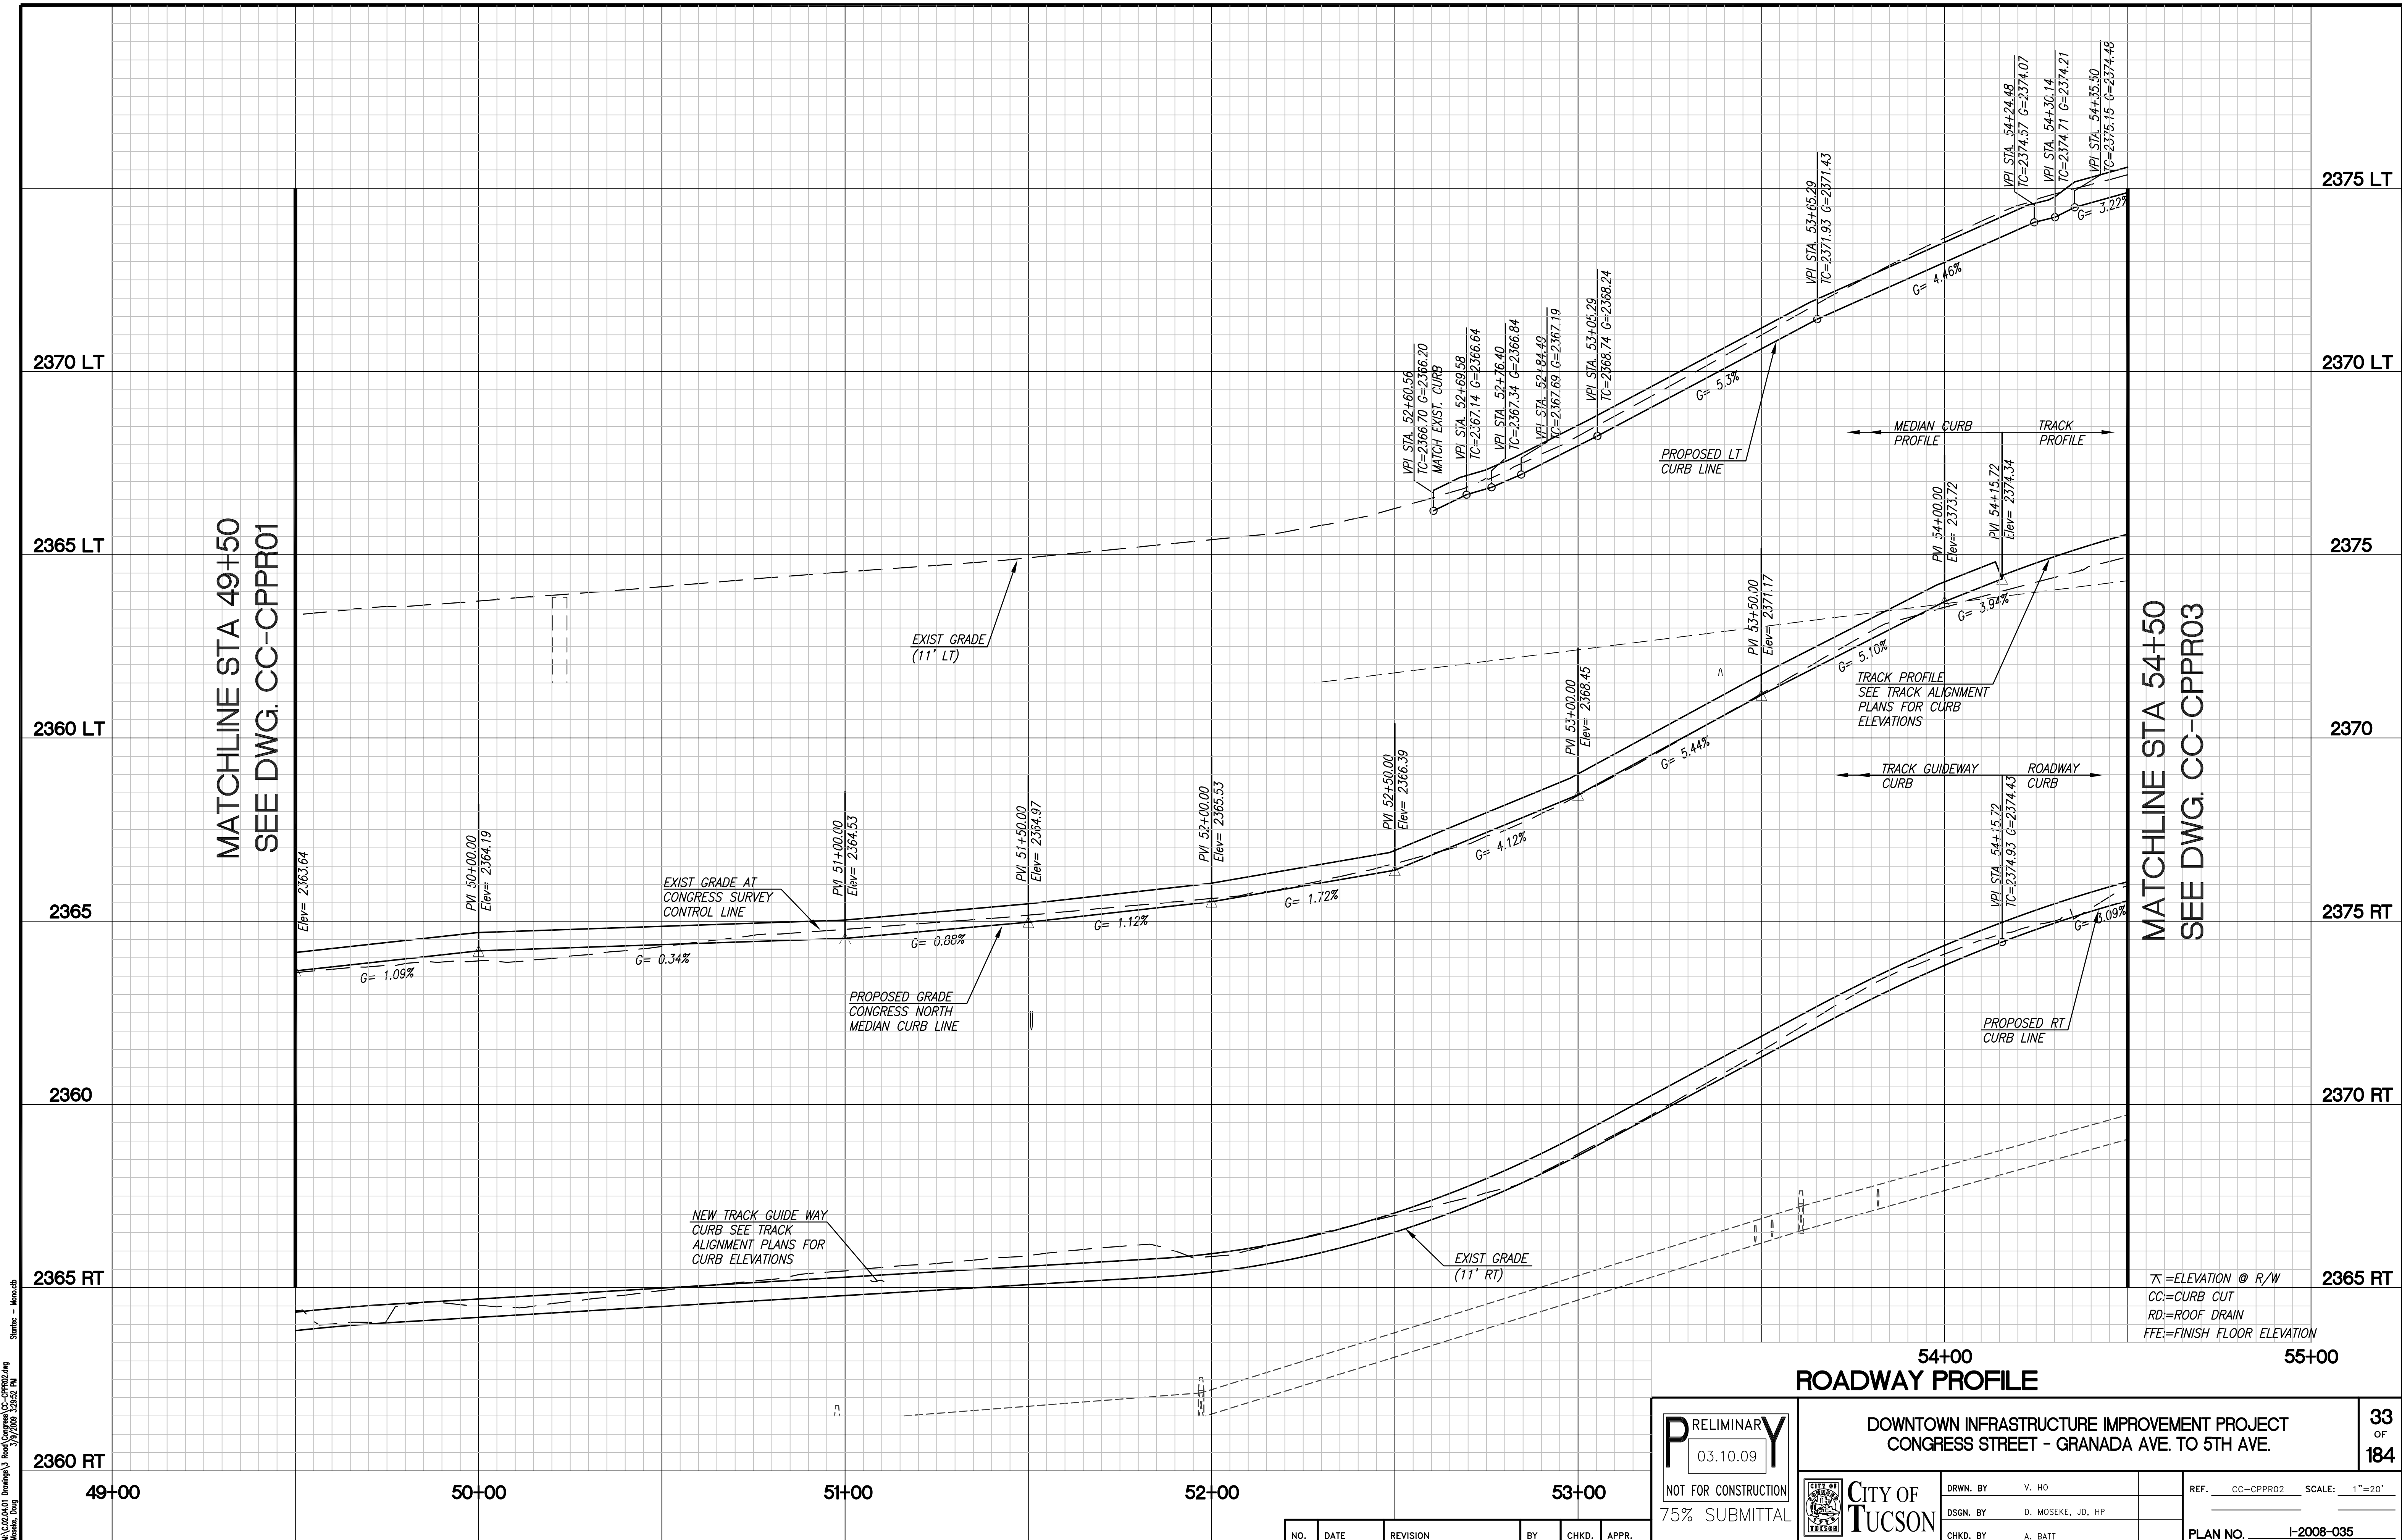 VPI STA. 54+24.48
TC=2374.57 G=2374.07
VPI STA. 54+30.14
TC=2374.71 G=2374.21
VPI STA. 54+35.50
TC=2375.15 G=2374.48
2375 LT
VPI STA. 53+65.29
TC=2371.93 G=2371.43
G= 3.22%
G= 4.46%
VPI STA. 53+05.29
TC=2368.74 G=2368.24
2370 LT
2370 LT
VPI STA. 52+60.56
TC=2366.70 G=2366.20
MATCH EXIST. CURB
VPI STA. 52+69.58
TC=2367.14 G=2366.64
VPI STA. 52+76.40
TC=2367.34 G=2366.84
VPI STA. 52+84.49
TC=2367.69 G=2367.19
G= 5.3%
MEDIAN CURB
PROFILE
TRACK
PROFILE
PROPOSED LT
CURB LINE
PVI 54+00.00
Elev= 2373.72
PVI 54+15.72
Elev= 2374.34
MATCHLINE STA 49+50
SEE DWG. CC-CPPR01
2365 LT
2375
EXIST GRADE
(11' LT)
PVI 53+50.00
Elev= 2371.17
G= 3.94%
G= 5.10%
TRACK PROFILE
SEE TRACK ALIGNMENT
PLANS FOR CURB
ELEVATIONS
MATCHLINE STA 54+50
SEE DWG. CC-CPPR03
2360 LT
2370
PVI 53+00.00
Elev= 2368.45
G= 5.44%
TRACK GUIDEWAY
CURB
ROADWAY
CURB
VPI STA. 54+15.72
TC=2374.93 G=2374.43
Elev= 2363.64
PVI 50+00.00
Elev= 2364.19
PVI 51+00.00
Elev= 2364.53
PVI 51+50.00
Elev= 2364.97
PVI 52+00.00
Elev= 2365.53
PVI 52+50.00
Elev= 2366.39
G= 4.12%
EXIST GRADE AT
CONGRESS SURVEY
CONTROL LINE
2365
2375 RT
G= 1.09%
G= 0.34%
G= 0.88%
G= 1.12%
G= 1.72%
G= 3.09%
PROPOSED GRADE
CONGRESS NORTH
MEDIAN CURB LINE
PROPOSED RT
CURB LINE
2360
2370 RT
NEW TRACK GUIDE WAY
CURB SEE TRACK
ALIGNMENT PLANS FOR
CURB ELEVATIONS
EXIST GRADE
(11' RT)
2365 RT
2365 RT
=ELEVATION @ R/W
CC:=CURB CUT
RD:=ROOF DRAIN
FFE:=FINISH FLOOR ELEVATION
54+00
55+00
2360 RT
49+00
50+00
51+00
52+00
53+00
ROADWAY PROFILE
PRELIMINARY
03.10.09
NOT FOR CONSTRUCTION
75% SUBMITTAL
DOWNTOWN INFRASTRUCTURE IMPROVEMENT PROJECT
CONGRESS STREET - GRANADA AVE. TO 5TH AVE.
33
OF
184
CITY OF
TUCSON
CITY OF
TUCSON
DRWN. BY V. HO
DSGN. BY D. MOSEKE, JD, HP
CHKD. BY A. BATT
REF. CC-CPPR02 SCALE: 1"=20'
PLAN NO. I-2008-035
NO. DATE REVISION BY CHKD. APPR.
3/9/2009 3:29:52 PM
Moseke, Doug
Stantec - Mono.ctb